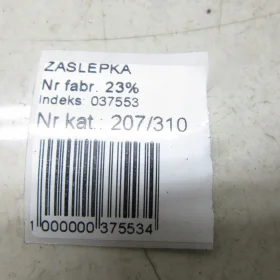 ZASLEPKA
Nr fabr. 23%
Indeks: 037553
Nr kat.: 207/310
1 000000 375534